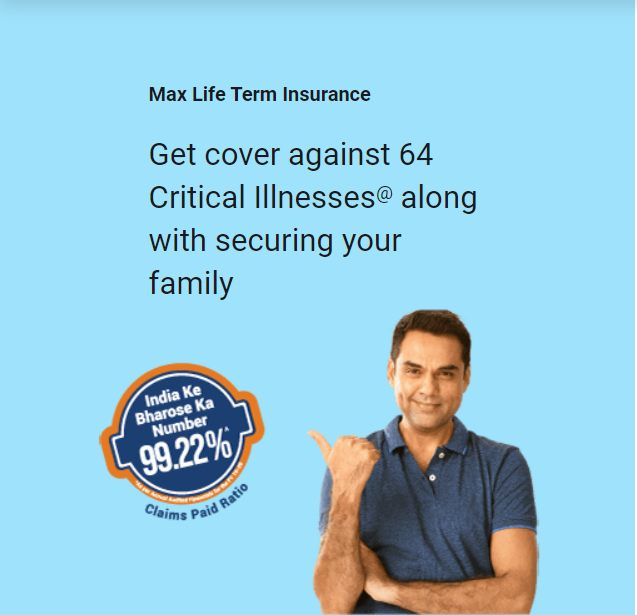 Max Life Term Insurance
Get cover against 64
Critical Illnesses@ along
with securing your
family
India Ke
Bharose Ka
Number
99.22%^
Claims Paid Ratio